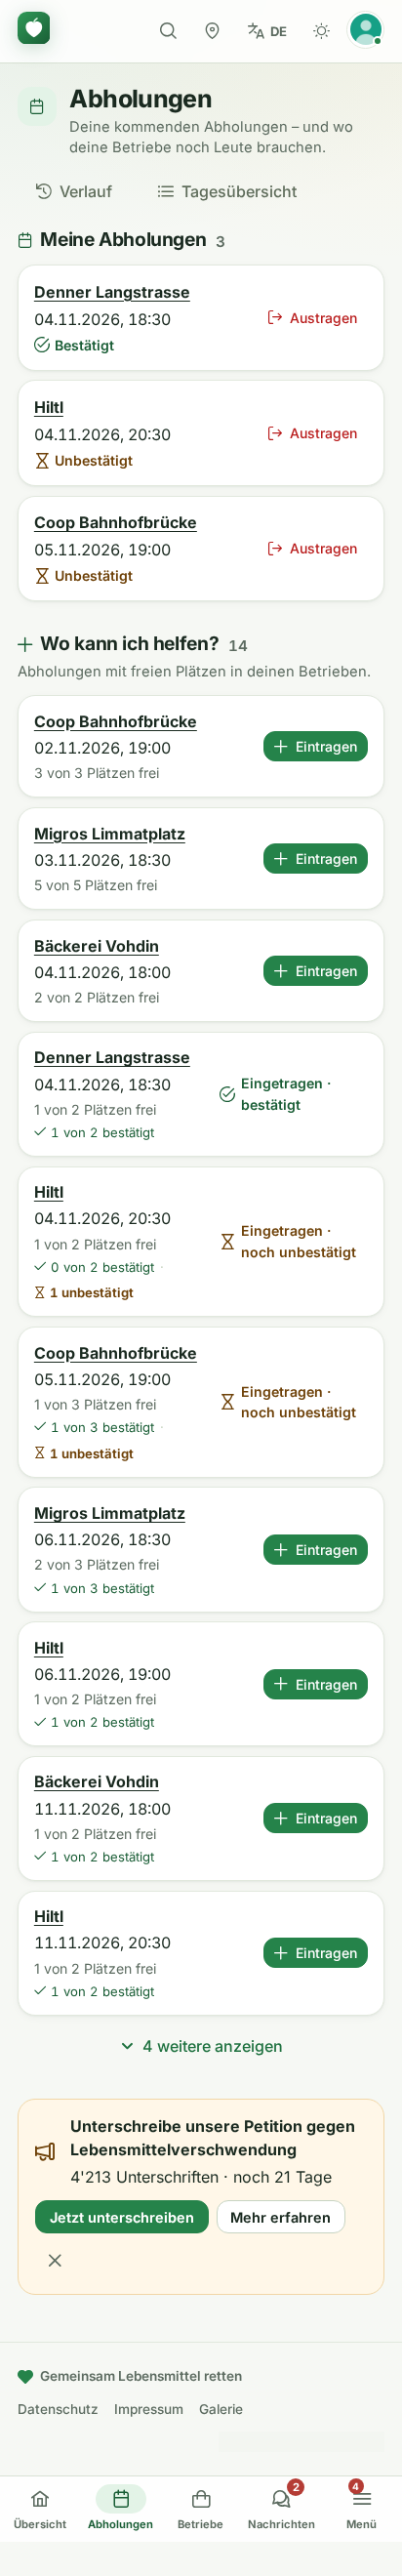 DE
Abholungen
Deine kommenden Abholungen – und wo
deine Betriebe noch Leute brauchen.
Verlauf
Tagesübersicht
Meine Abholungen 3
Denner Langstrasse
04.11.2026, 18:30
Bestätigt
Austragen
Hiltl
04.11.2026, 20:30
Unbestätigt
Austragen
Coop Bahnhofbrücke
05.11.2026, 19:00
Unbestätigt
Austragen
Wo kann ich helfen? 14
Abholungen mit freien Plätzen in deinen Betrieben.
Coop Bahnhofbrücke
02.11.2026, 19:00
3 von 3 Plätzen frei
Eintragen
Migros Limmatplatz
03.11.2026, 18:30
5 von 5 Plätzen frei
Eintragen
Bäckerei Vohdin
04.11.2026, 18:00
2 von 2 Plätzen frei
Eintragen
Denner Langstrasse
04.11.2026, 18:30
1 von 2 Plätzen frei
1 von 2 bestätigt
Eingetragen ·
bestätigt
Hiltl
04.11.2026, 20:30
1 von 2 Plätzen frei
0 von 2 bestätigt ·
1 unbestätigt
Eingetragen ·
noch unbestätigt
Coop Bahnhofbrücke
05.11.2026, 19:00
1 von 3 Plätzen frei
1 von 3 bestätigt ·
1 unbestätigt
Eingetragen ·
noch unbestätigt
Migros Limmatplatz
06.11.2026, 18:30
2 von 3 Plätzen frei
1 von 3 bestätigt
Eintragen
Hiltl
06.11.2026, 19:00
1 von 2 Plätzen frei
1 von 2 bestätigt
Eintragen
Bäckerei Vohdin
11.11.2026, 18:00
1 von 2 Plätzen frei
1 von 2 bestätigt
Eintragen
Hiltl
11.11.2026, 20:30
1 von 2 Plätzen frei
1 von 2 bestätigt
Eintragen
4 weitere anzeigen
Unterschreibe unsere Petition gegen
Lebensmittelverschwendung
4'213 Unterschriften · noch 21 Tage
Jetzt unterschreiben
Mehr erfahren
Gemeinsam Lebensmittel retten
Datenschutz Impressum Galerie
2
4
Übersicht Abholungen Betriebe Nachrichten Menü